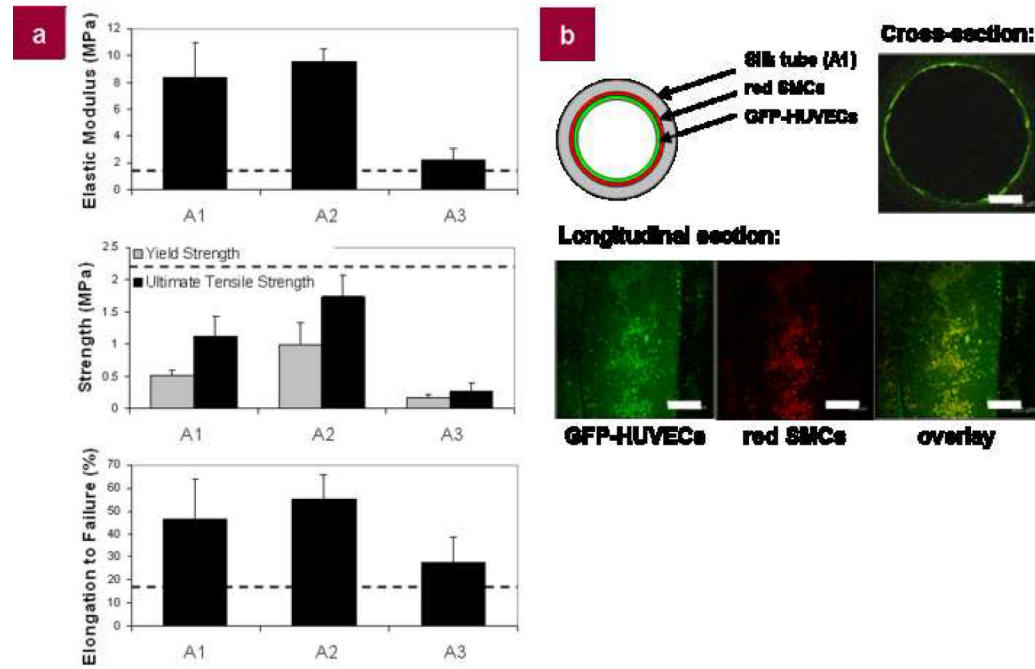 a
Elastic Modulus (MPa)
12
10
8
6
4
2
0
A1 A2 A3
Strength (MPa)
2.5
2
1.5
1
0.5
0
Yield Strength
Ultimate Tensile Strength
A1 A2 A3
Elongation to Failure (%)
70
60
50
40
30
20
10
0
A1 A2 A3
b
Silk tube (A1)
red SMCs
GFP-HUVECs
Cross-section:
Longitudinal section:
GFP-HUVECs red SMCs overlay